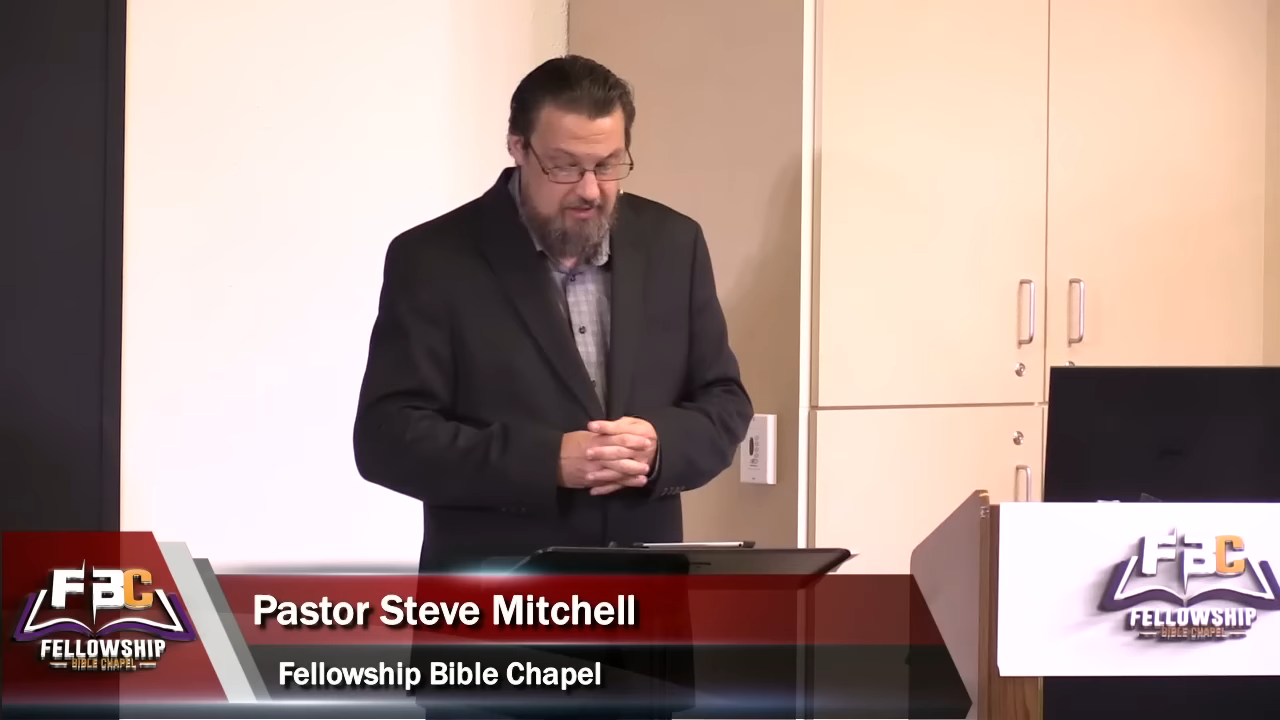 Pastor Steve Mitchell
Fellowship Bible Chapel
FBC
FELLOWSHIP
BIBLE CHAPEL
FBC
FELLOWSHIP
BIBLE CHAPEL